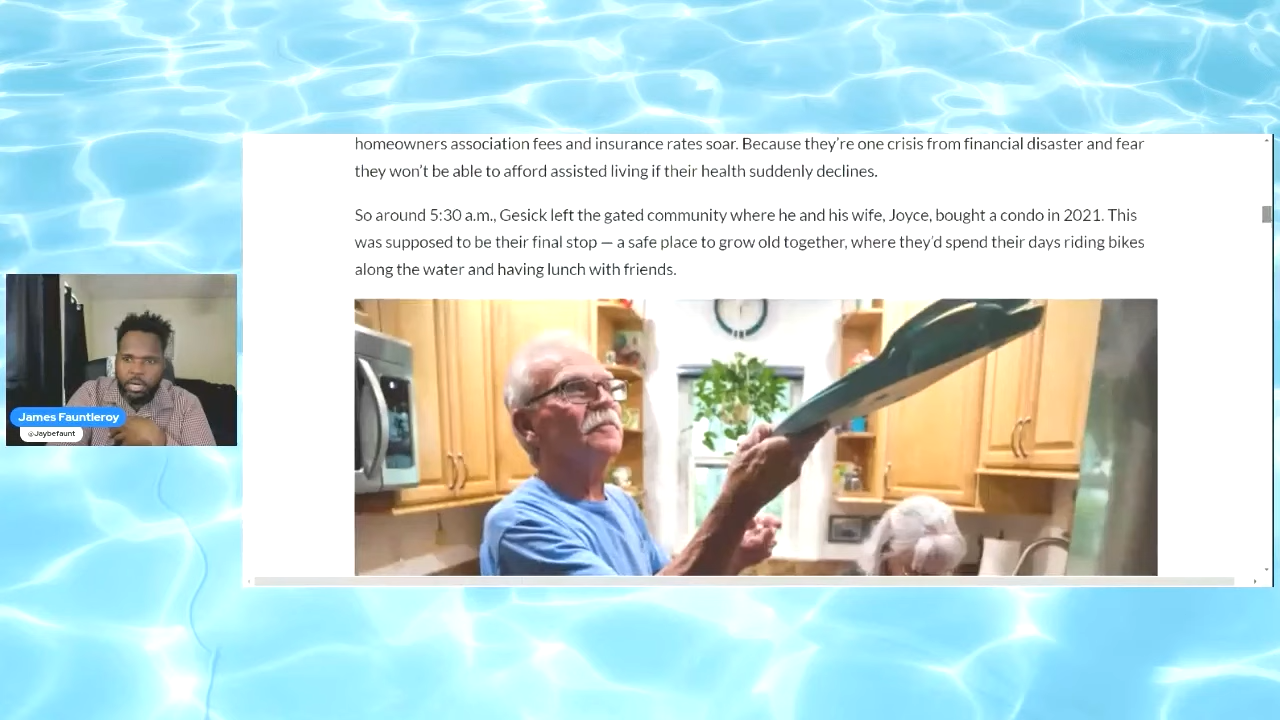 homeowners association fees and insurance rates soar. Because they're one crisis from financial disaster and fear
they won't be able to afford assisted living if their health suddenly declines.
So around 5:30 a.m., Gesick left the gated community where he and his wife, Joyce, bought a condo in 2021. This
was supposed to be their final stop — a safe place to grow old together, where they'd spend their days riding bikes
along the water and having lunch with friends.
James Fauntleroy
@Jaybefaunt